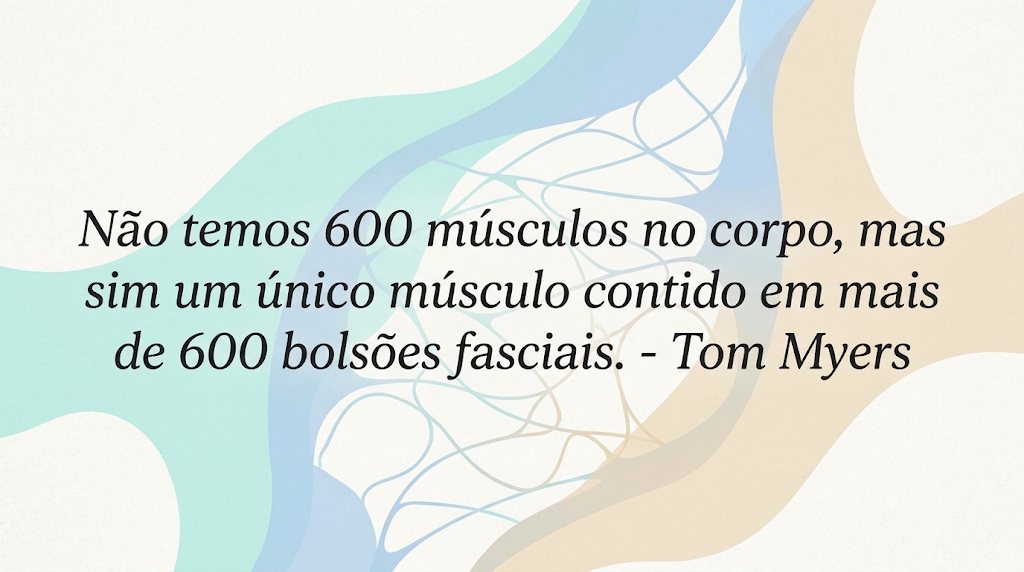 Não temos 600 músculos no corpo, mas
sim um único músculo contido em mais
de 600 bolsões fasciais. - Tom Myers